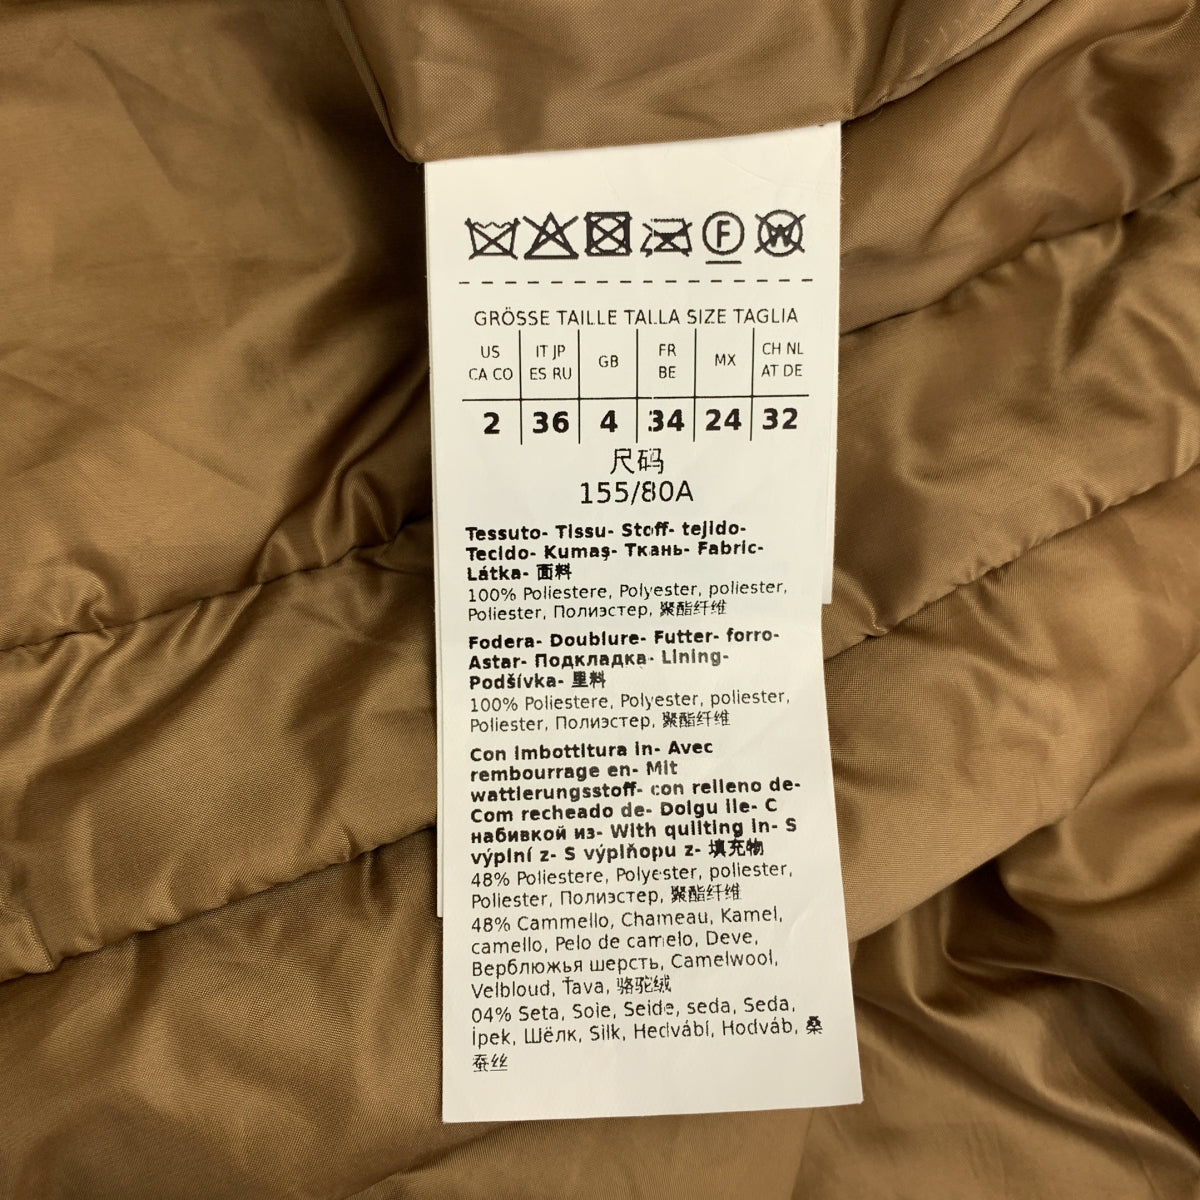 F W
GRÖSSE TAILLE TALLA SIZE TAGLIA
US CA CO IT JP ES RU GB FR BE MX CH NL AT DE
2 36 4 34 24 32
尺码
155/80A
Tessuto- Tissu- Stoff- tejido-
Tecido- Kumaş- Ткань- Fabric-
Látka- 面料
100% Poliestere, Polyester, poliester,
Poliester, Полиэстер, 聚酯纤维
Fodera- Doublure- Futter- forro-
Astar- Подкладка- Lining-
Podšívka- 里料
100% Poliestere, Polyester, poliester,
Poliester, Полиэстер, 聚酯纤维
Con imbottitura in- Avec
rembourrage en- Mit
wattierungsstoff- con relleno de-
Com recheado de- Dolgu ile- С
набивкой из- With quilting in- S
výplní z- S výplňopu z- 填充物
48% Poliestere, Polyester, poliester,
Poliester, Полиэстер, 聚酯纤维
48% Cammello, Chameau, Kamel,
camello, Pelo de camelo, Deve,
Верблюжья шерсть, Camelwool,
Velbloud, Ťava, 骆驼绒
04% Seta, Soie, Seide, seda, Seda,
İpek, Шёлк, Silk, Hedvábí, Hodváb, 桑
蚕丝